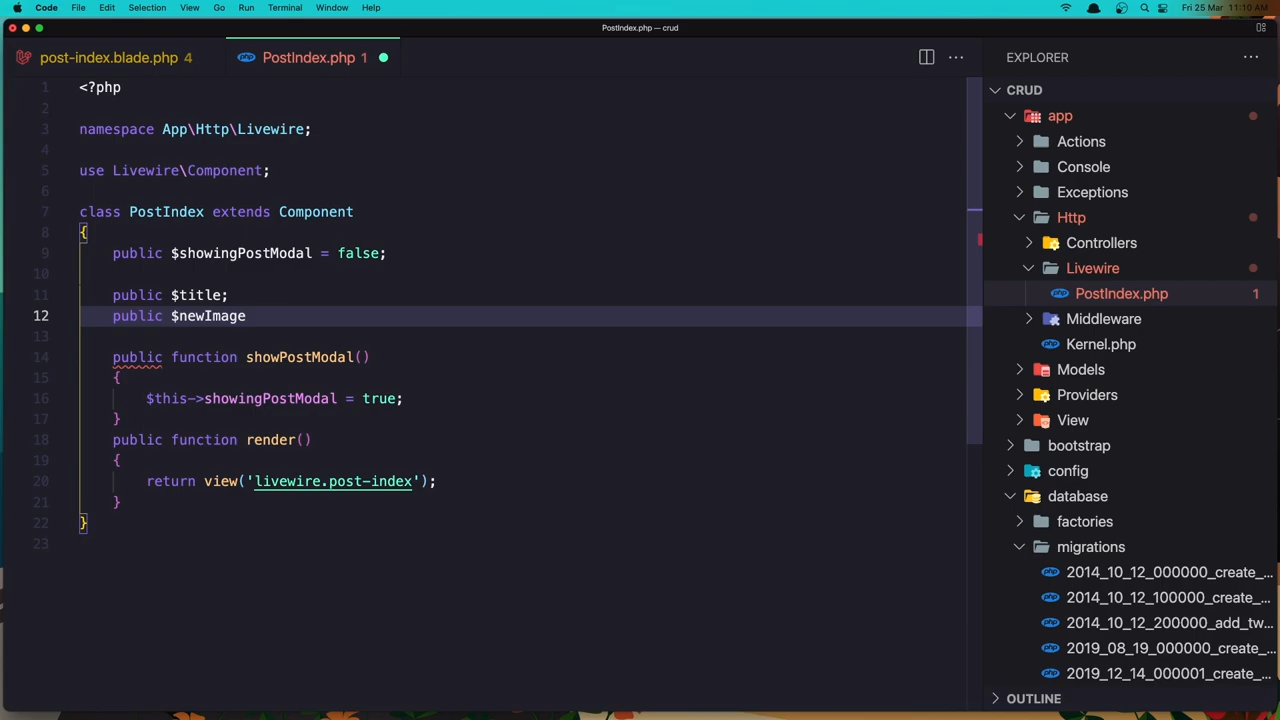 Code File Edit Selection View Go Run Terminal Window Help Fri 25 Mar 11:10 AM
PostIndex.php — crud
post-index.blade.php 4 PostIndex.php 1
EXPLORER
CRUD
1 <?php
2
3 namespace App\Http\Livewire;
4
5 use Livewire\Component;
6
7 class PostIndex extends Component
8 {
9 public $showingPostModal = false;
10
11 public $title;
12 public $newImage
13
14 public function showPostModal()
15 {
16 $this->showingPostModal = true;
17 }
18 public function render()
19 {
20 return view('livewire.post-index');
21 }
22 }
23
app
Actions
Console
Exceptions
Http
Controllers
Livewire
PostIndex.php 1
Middleware
Kernel.php
Models
Providers
View
bootstrap
config
database
factories
migrations
2014_10_12_000000_create_...
2014_10_12_100000_create_...
2014_10_12_200000_add_tw...
2019_08_19_000000_create_...
2019_12_14_000001_create_...
OUTLINE